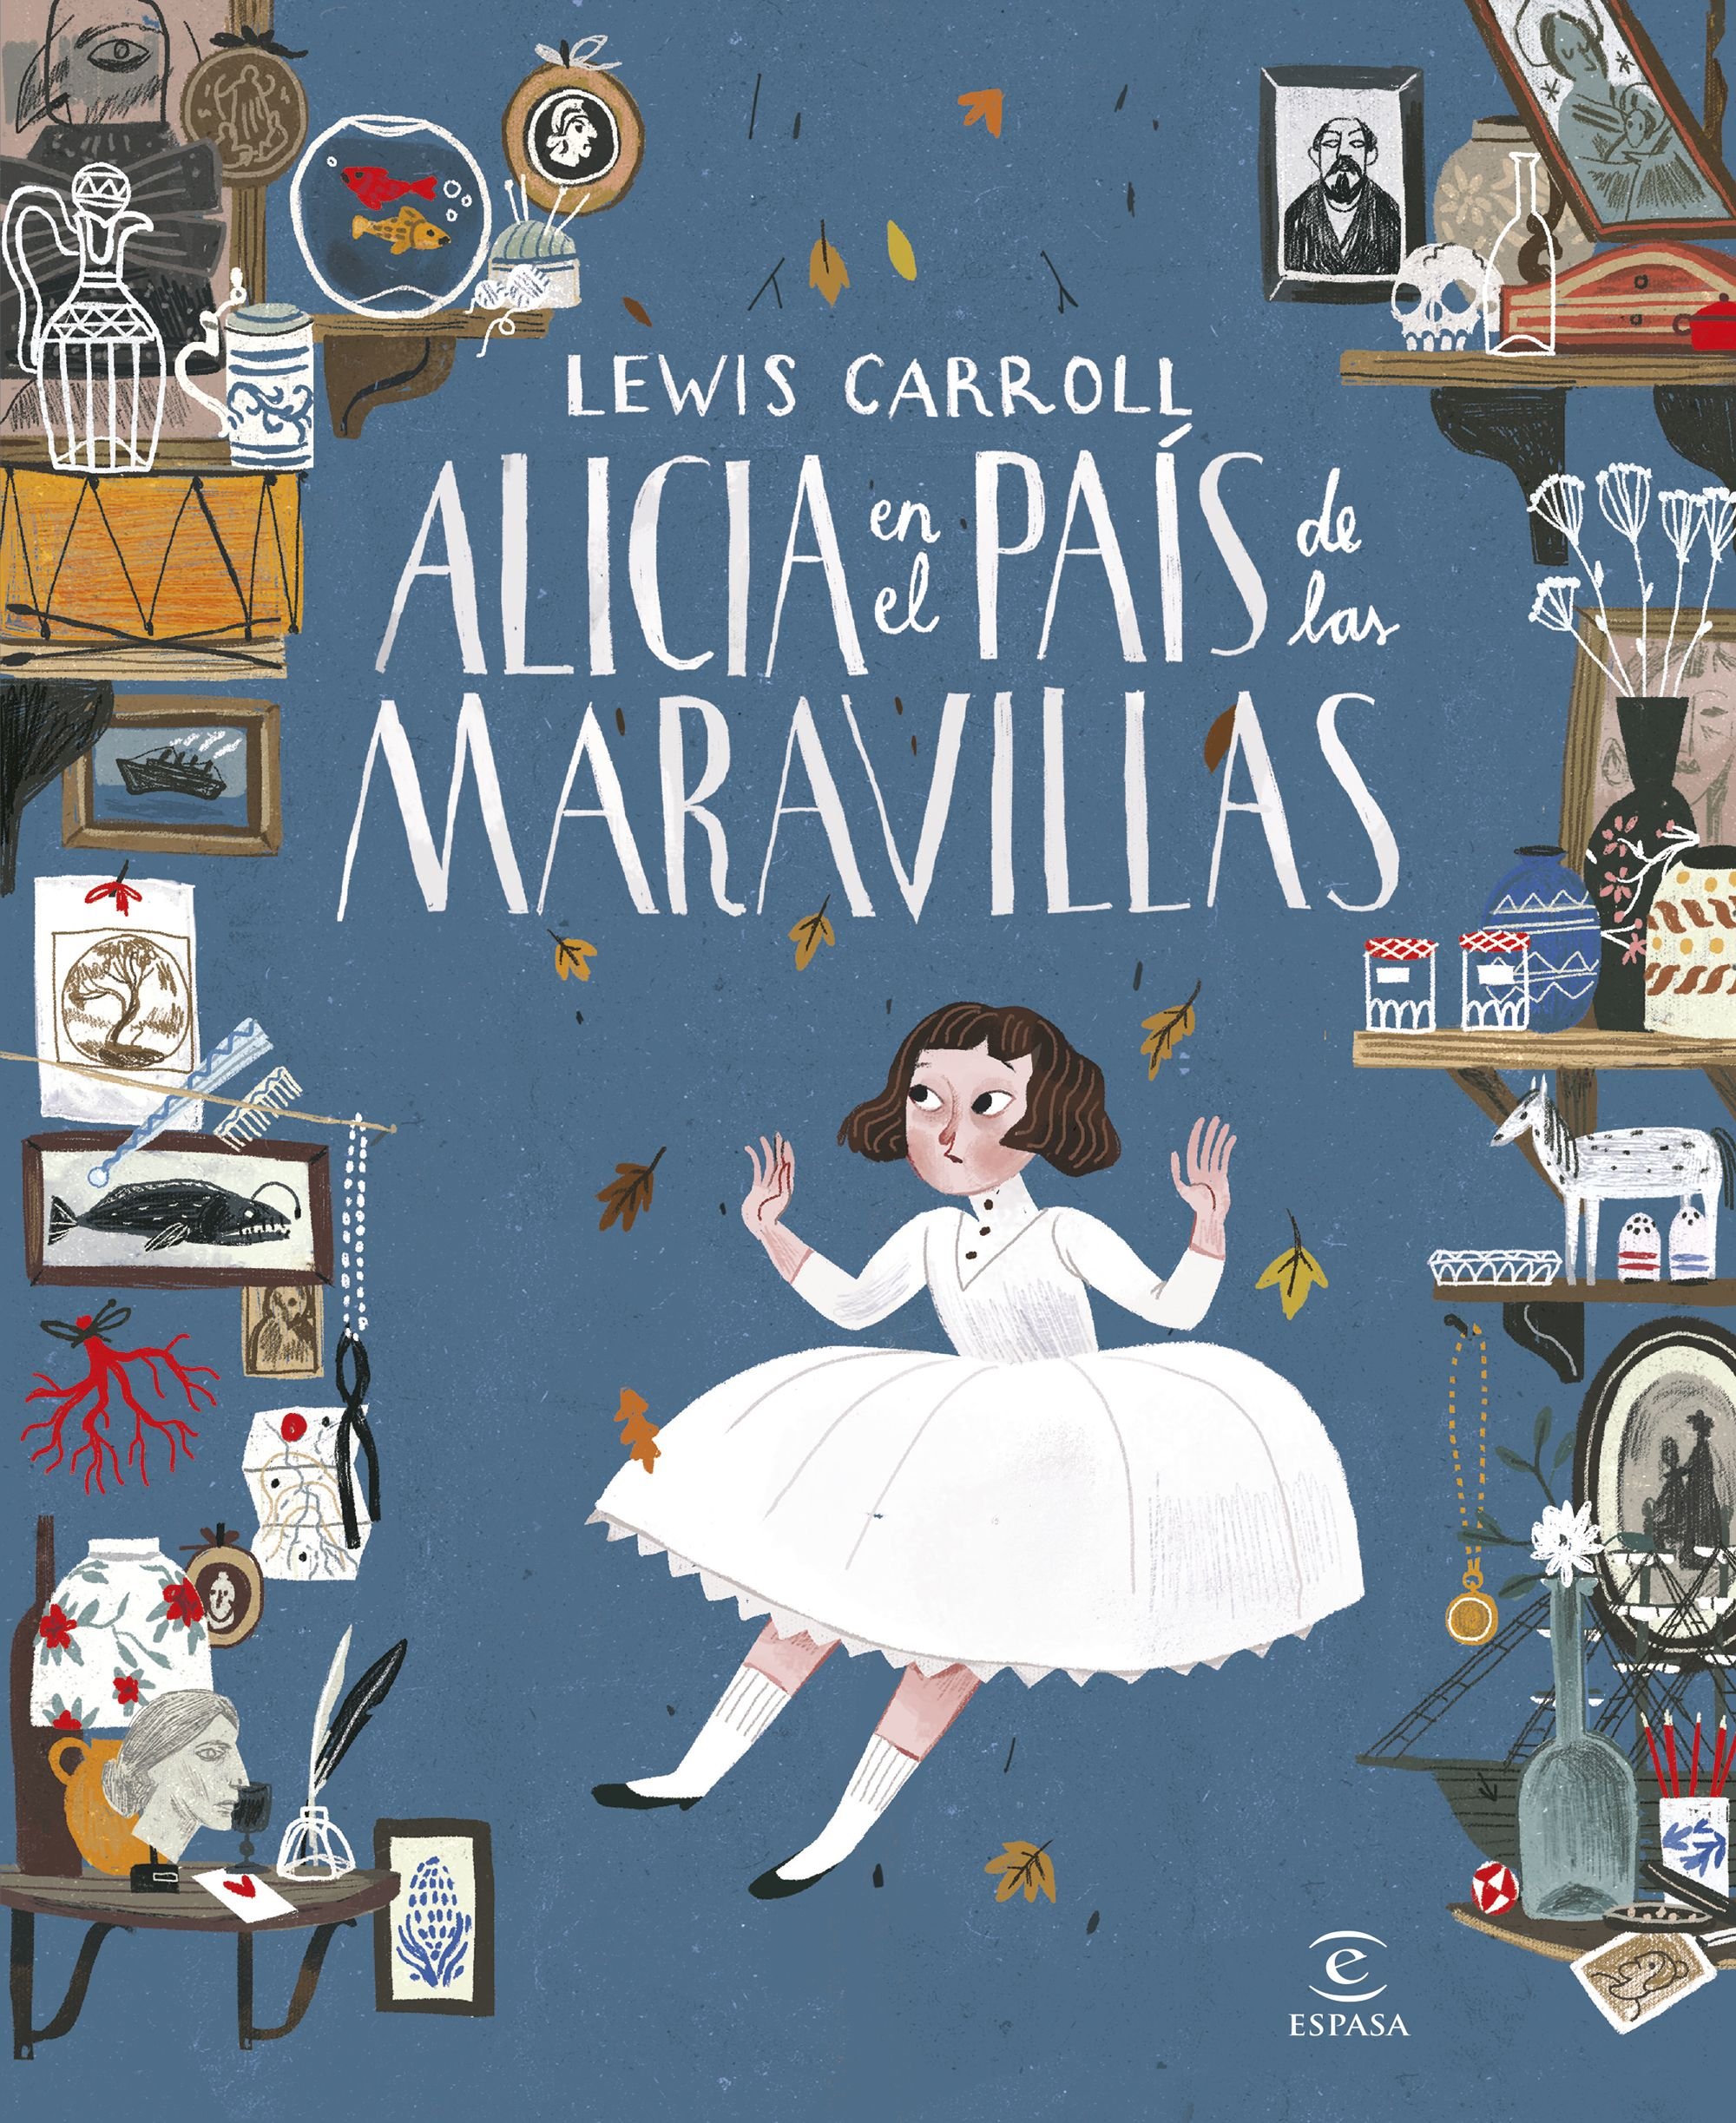 LEWIS CARROLL
ALICIA en el PAÍS de las
MARAVILLAS
e
ESPASA